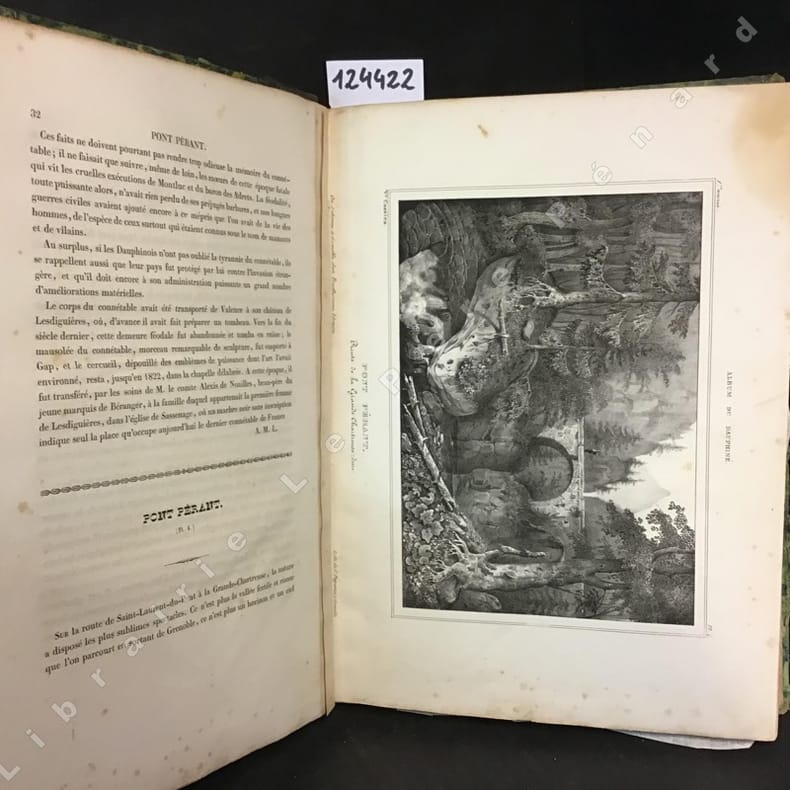 124422
32
PONT PÉRANT.
Ces faits ne doivent pourtant pas rendre trop odieuse la mémoire du conné-
table; il ne faisait que suivre, même de loin, les mœurs de cette époque fatale
qui vit les cruelles exécutions de Montluc et du baron des Adrets. La féodalité,
toute puissante alors, n'avait rien perdu de ses préjugés barbares, et nos longues
guerres civiles avaient ajouté encore à ce mépris que l'on avait de la vie des
hommes, de l'espèce de ceux surtout qui étaient connus sous le nom de manants
et de vilains.
Au surplus, si les Dauphinois n'ont pas oublié la tyrannie du connétable, ils
se rappellent aussi que leur pays fut protégé par lui contre l'invasion étran-
gère, et qu'il doit encore à son administration puissante un grand nombre
d'améliorations matérielles.
Le corps du connétable avait été transporté de Valence à son château de
Lesdiguières, où, d'avance il avait fait préparer un tombeau. Vers la fin du
siècle dernier, cette demeure féodale fut abandonnée et tomba en ruine; le
mausolée du connétable, morceau remarquable de sculpture, fut emporté à
Gap, et le cercueil, dépouillé des emblèmes de puissance dont l'art l'avait
environné, resta, jusqu'en 1822, dans la chapelle délabrée. A cette époque, il
fut transféré, par les soins de M. le comte Alexis de Noailles, beau-père du
jeune marquis de Béranger, à la famille duquel appartenait la première femme
de Lesdiguières, dans l'église de Sassenage, où un marbre noir sans inscription
indique seul la place qu'occupe aujourd'hui le dernier connétable de France
A. M. L.
PONT PÉRANT.
(Pl. 4.)
Sur la route de Saint-Laurent-du-Pont à la Grande-Chartreuse, la nature
a disposé les plus sublimes spectacles. Ce n'est plus la vallée fertile et riante
que l'on parcourt en sortant de Grenoble, ce n'est plus un horizon et un ciel
ALBUM DU DAUPHINÉ.
Vr Cassien
PONT PÉRANT.
Route de la Grande Chartreuse
Librairie Le Père Pénard